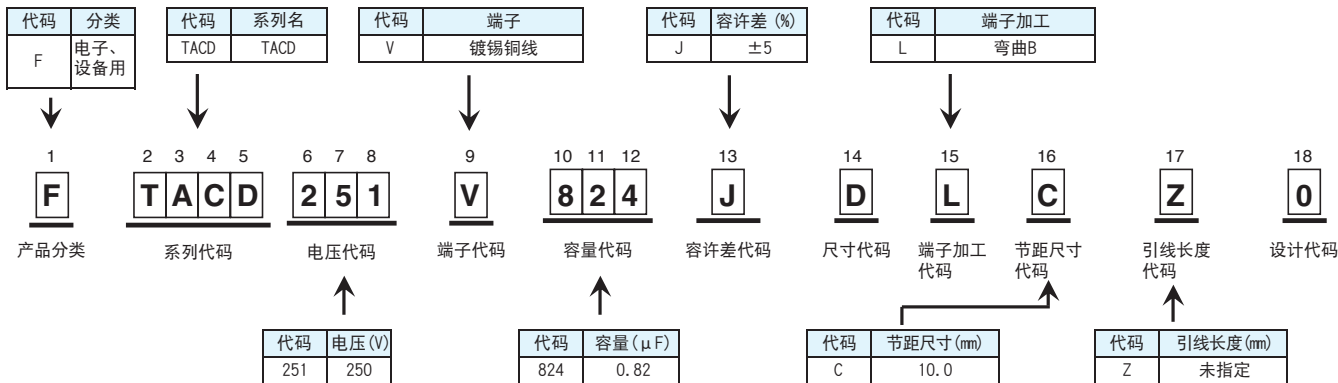 代码 分类 代码 系列名 代码 端子 代码 容许差 (%) 代码 端子加工
F 电子、设备用 TACD TACD V 镀锡铜线 J ±5 L 弯曲B
1 2 3 4 5 6 7 8 9 10 11 12 13 14 15 16 17 18
F T A C D 2 5 1 V 8 2 4 J D L C Z 0
产品分类 系列代码 电压代码 端子代码 容量代码 容许差代码 尺寸代码 端子加工代码 节距尺寸代码 引线长度代码 设计代码
代码 电压(V) 代码 容量(μF) 代码 节距尺寸(mm) 代码 引线长度(mm)
251 250 824 0.82 C 10.0 Z 未指定